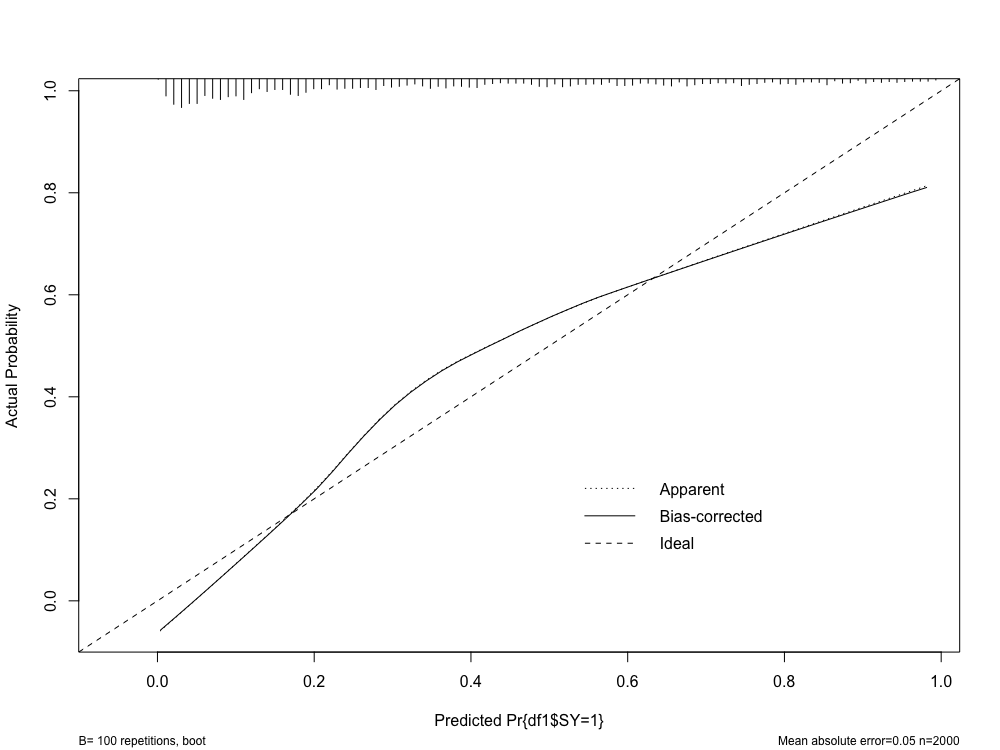 1.0
0.8
0.6
0.4
0.2
0.0
Actual Probability
Apparent
Bias-corrected
Ideal
0.0 0.2 0.4 0.6 0.8 1.0
Predicted Pr{df1$SY=1}
B= 100 repetitions, boot
Mean absolute error=0.05 n=2000